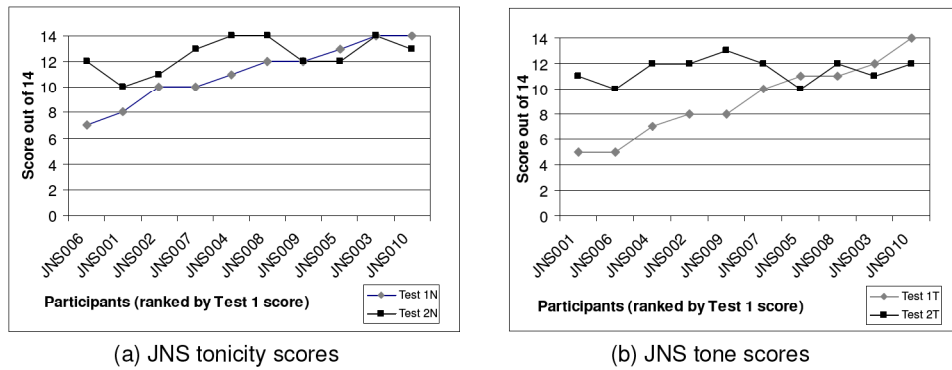 14
12
10
8
6
4
2
0
Score out of 14
JNS006
JNS001
JNS002
JNS007
JNS004
JNS008
JNS009
JNS005
JNS003
JNS010
Participants (ranked by Test 1 score)
Test 1N
Test 2N
(a) JNS tonicity scores
14
12
10
8
6
4
2
0
Score out of 14
JNS001
JNS006
JNS004
JNS002
JNS009
JNS007
JNS005
JNS008
JNS003
JNS010
Participants (ranked by Test 1 score)
Test 1T
Test 2T
(b) JNS tone scores